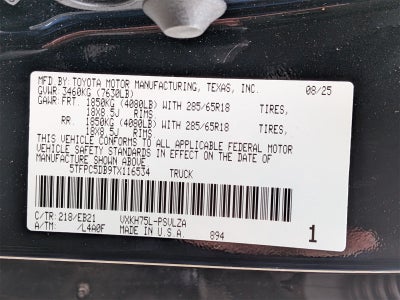 MFD.BY:TOYOTA MOTOR MANUFACTURING, TEXAS, INC. 08/25
GVWR 3460KG (7630LB)
GAWR:FRT. 1850KG (4080LB) WITH 285/65R18 TIRES,
18X8.5J RIMS
RR. 1850KG (4080LB) WITH 285/65R18 TIRES,
18X8.5J RIMS
THIS VEHICLE CONFORMS TO ALL APPLICABLE FEDERAL MOTOR
VEHICLE SAFETY STANDARDS IN EFFECT ON THE DATE OF
MANUFACTURE SHOWN ABOVE
5TFPC5DB9TX116534 TRUCK
C/TR:218/EB21 VXKH75L-PSVLZA
A/TM: /L4A0F MADE IN U.S.A. 894 1